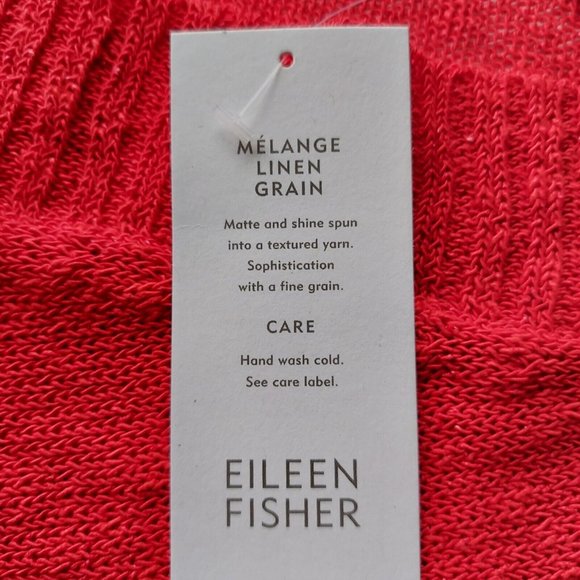 MÉLANGE
LINEN
GRAIN
Matte and shine spun
into a textured yarn.
Sophistication
with a fine grain.
CARE
Hand wash cold.
See care label.
EILEEN
FISHER